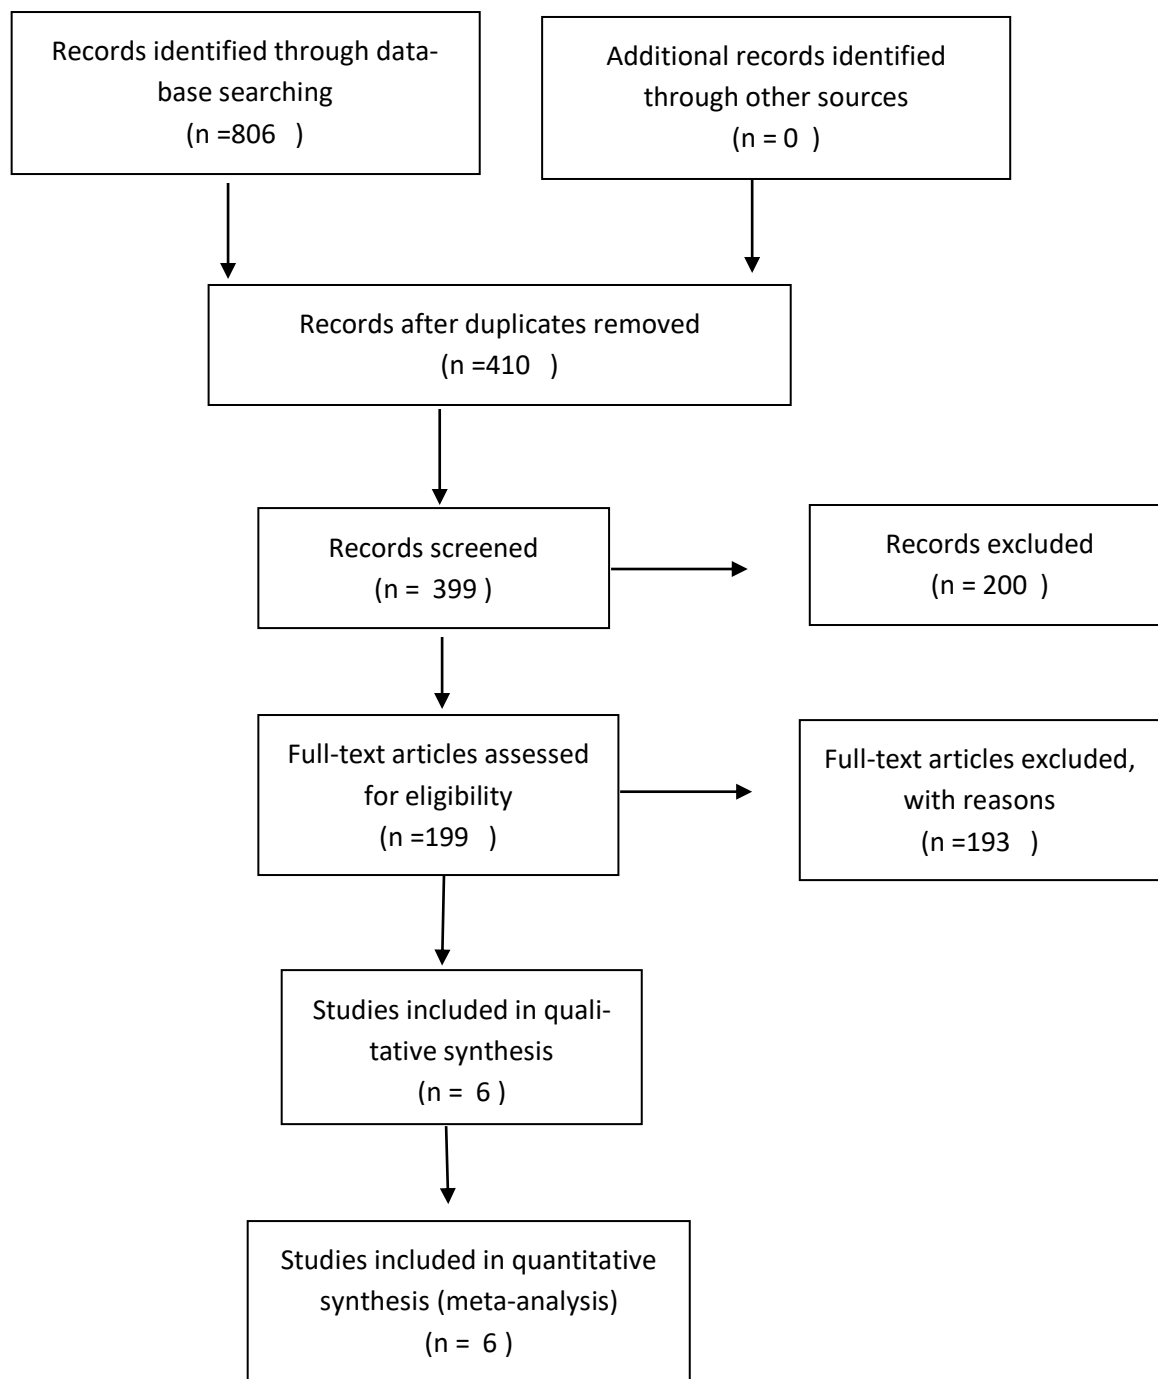 Records identified through data-
base searching
(n =806   )
Additional records identified
through other sources
(n = 0  )
Records after duplicates removed
(n =410   )
Records screened
(n =  399 )
Records excluded
(n = 200  )
Full-text articles assessed
for eligibility
(n =199   )
Full-text articles excluded,
with reasons
(n =193   )
Studies included in quali-
tative synthesis
(n =  6 )
Studies included in quantitative
synthesis (meta-analysis)
(n =  6 )